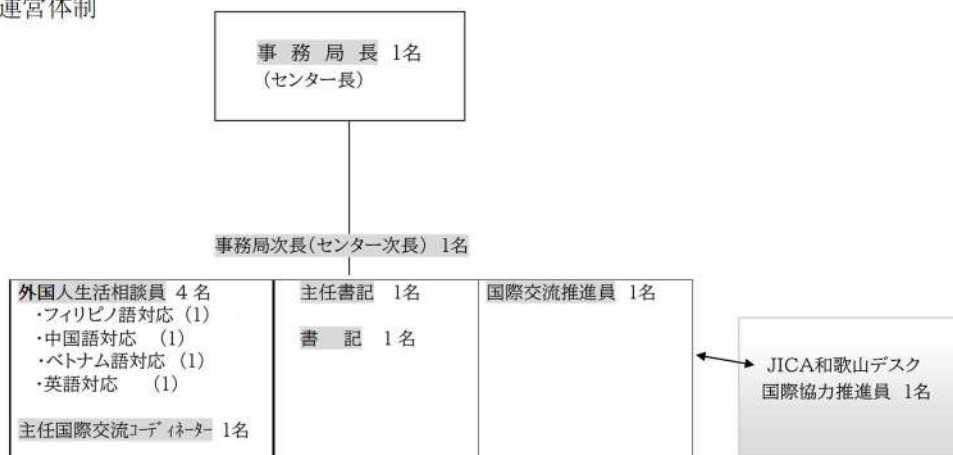 運営体制
事 務 局 長 1名
(センター長)
事務局次長(センター次長) 1名
外国人生活相談員 4名
・フィリピノ語対応 (1)
・中国語対応 (1)
・ベトナム語対応 (1)
・英語対応 (1)
主任国際交流ｺｰﾃﾞｨﾈｰﾀｰ 1名
主任書記 1名
書 記 1名
国際交流推進員 1名
JICA和歌山デスク
国際協力推進員 1名